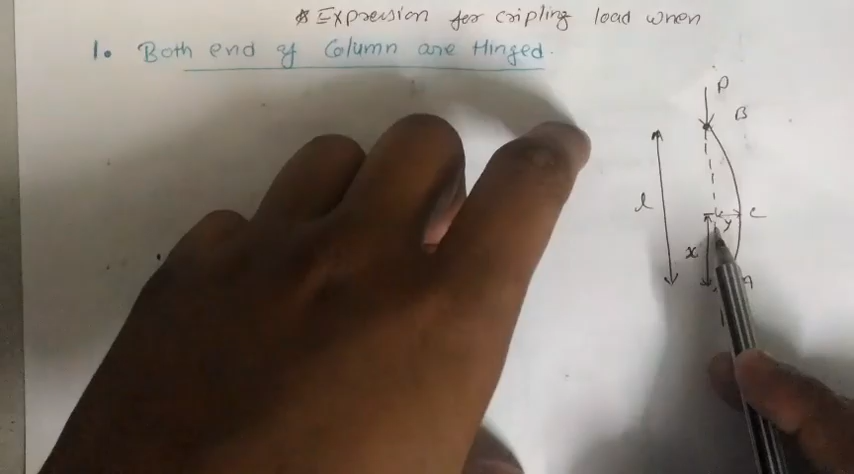 * Expression for cripling load when
1. Both end of Column are Hinged.
P
B
l
c
y
x
A